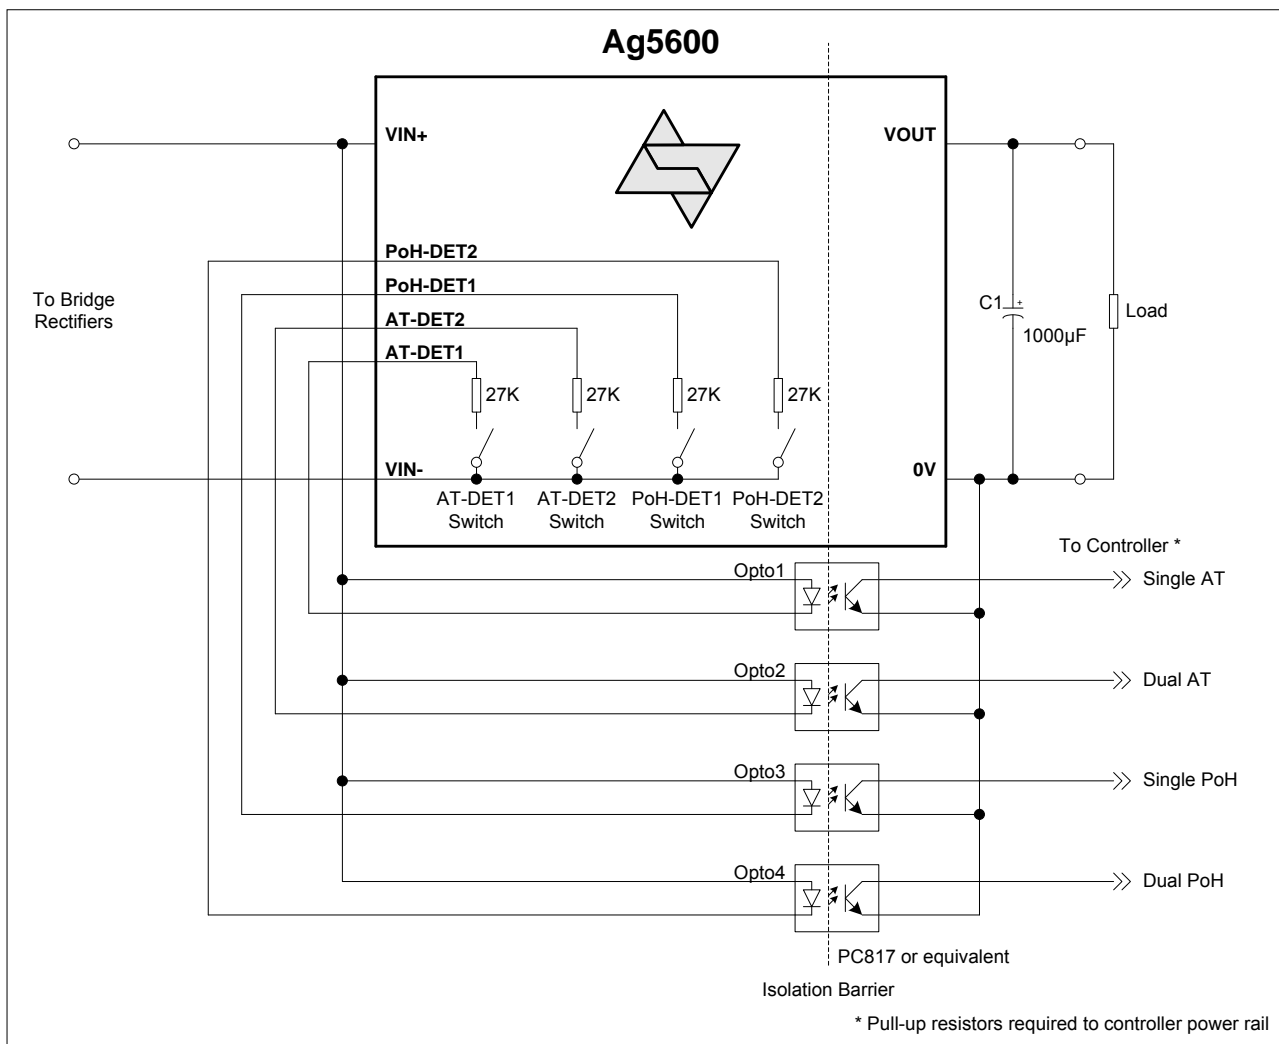 Ag5600
VIN+
VOUT
PoH-DET2
PoH-DET1
AT-DET2
AT-DET1
To Bridge
Rectifiers
27K
27K
27K
27K
C1
+
1000µF
Load
VIN-
0V
AT-DET1
Switch
AT-DET2
Switch
PoH-DET1
Switch
PoH-DET2
Switch
To Controller *
Opto1
Single AT
Opto2
Dual AT
Opto3
Single PoH
Opto4
Dual PoH
PC817 or equivalent
Isolation Barrier
* Pull-up resistors required to controller power rail